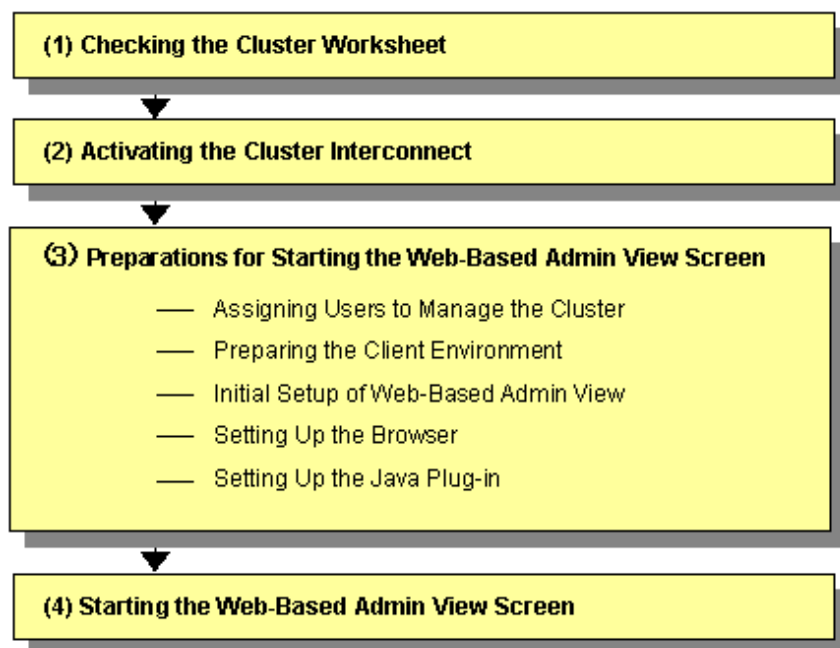 (1) Checking the Cluster Worksheet
(2) Activating the Cluster Interconnect
(3) Preparations for Starting the Web-Based Admin View Screen
Assigning Users to Manage the Cluster
Preparing the Client Environment
Initial Setup of Web-Based Admin View
Setting Up the Browser
Setting Up the Java Plug-in
(4) Starting the Web-Based Admin View Screen